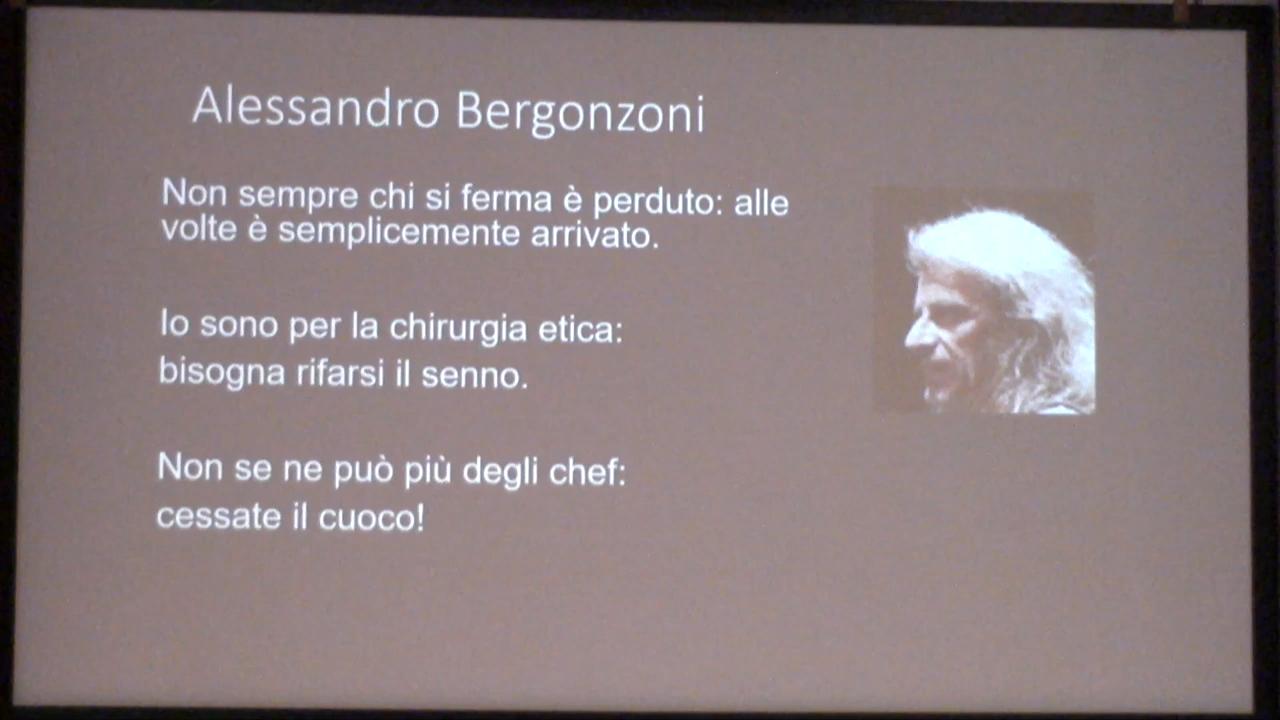 Alessandro Bergonzoni
Non sempre chi si ferma è perduto: alle
volte è semplicemente arrivato.
Io sono per la chirurgia etica:
bisogna rifarsi il senno.
Non se ne può più degli chef:
cessate il cuoco!